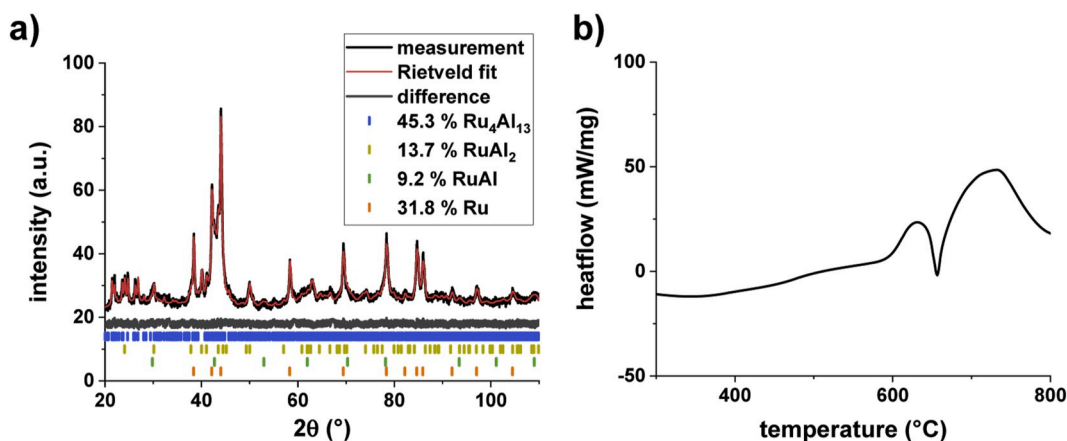 a)
measurement
Rietveld fit
difference
45.3 % Ru₄Al₁₃
13.7 % RuAl₂
9.2 % RuAl
31.8 % Ru
100
80
60
40
20
0
intensity (a.u.)
20 40 60 80 100
2θ (°)
b)
100
50
0
-50
heatflow (mW/mg)
400 600 800
temperature (°C)